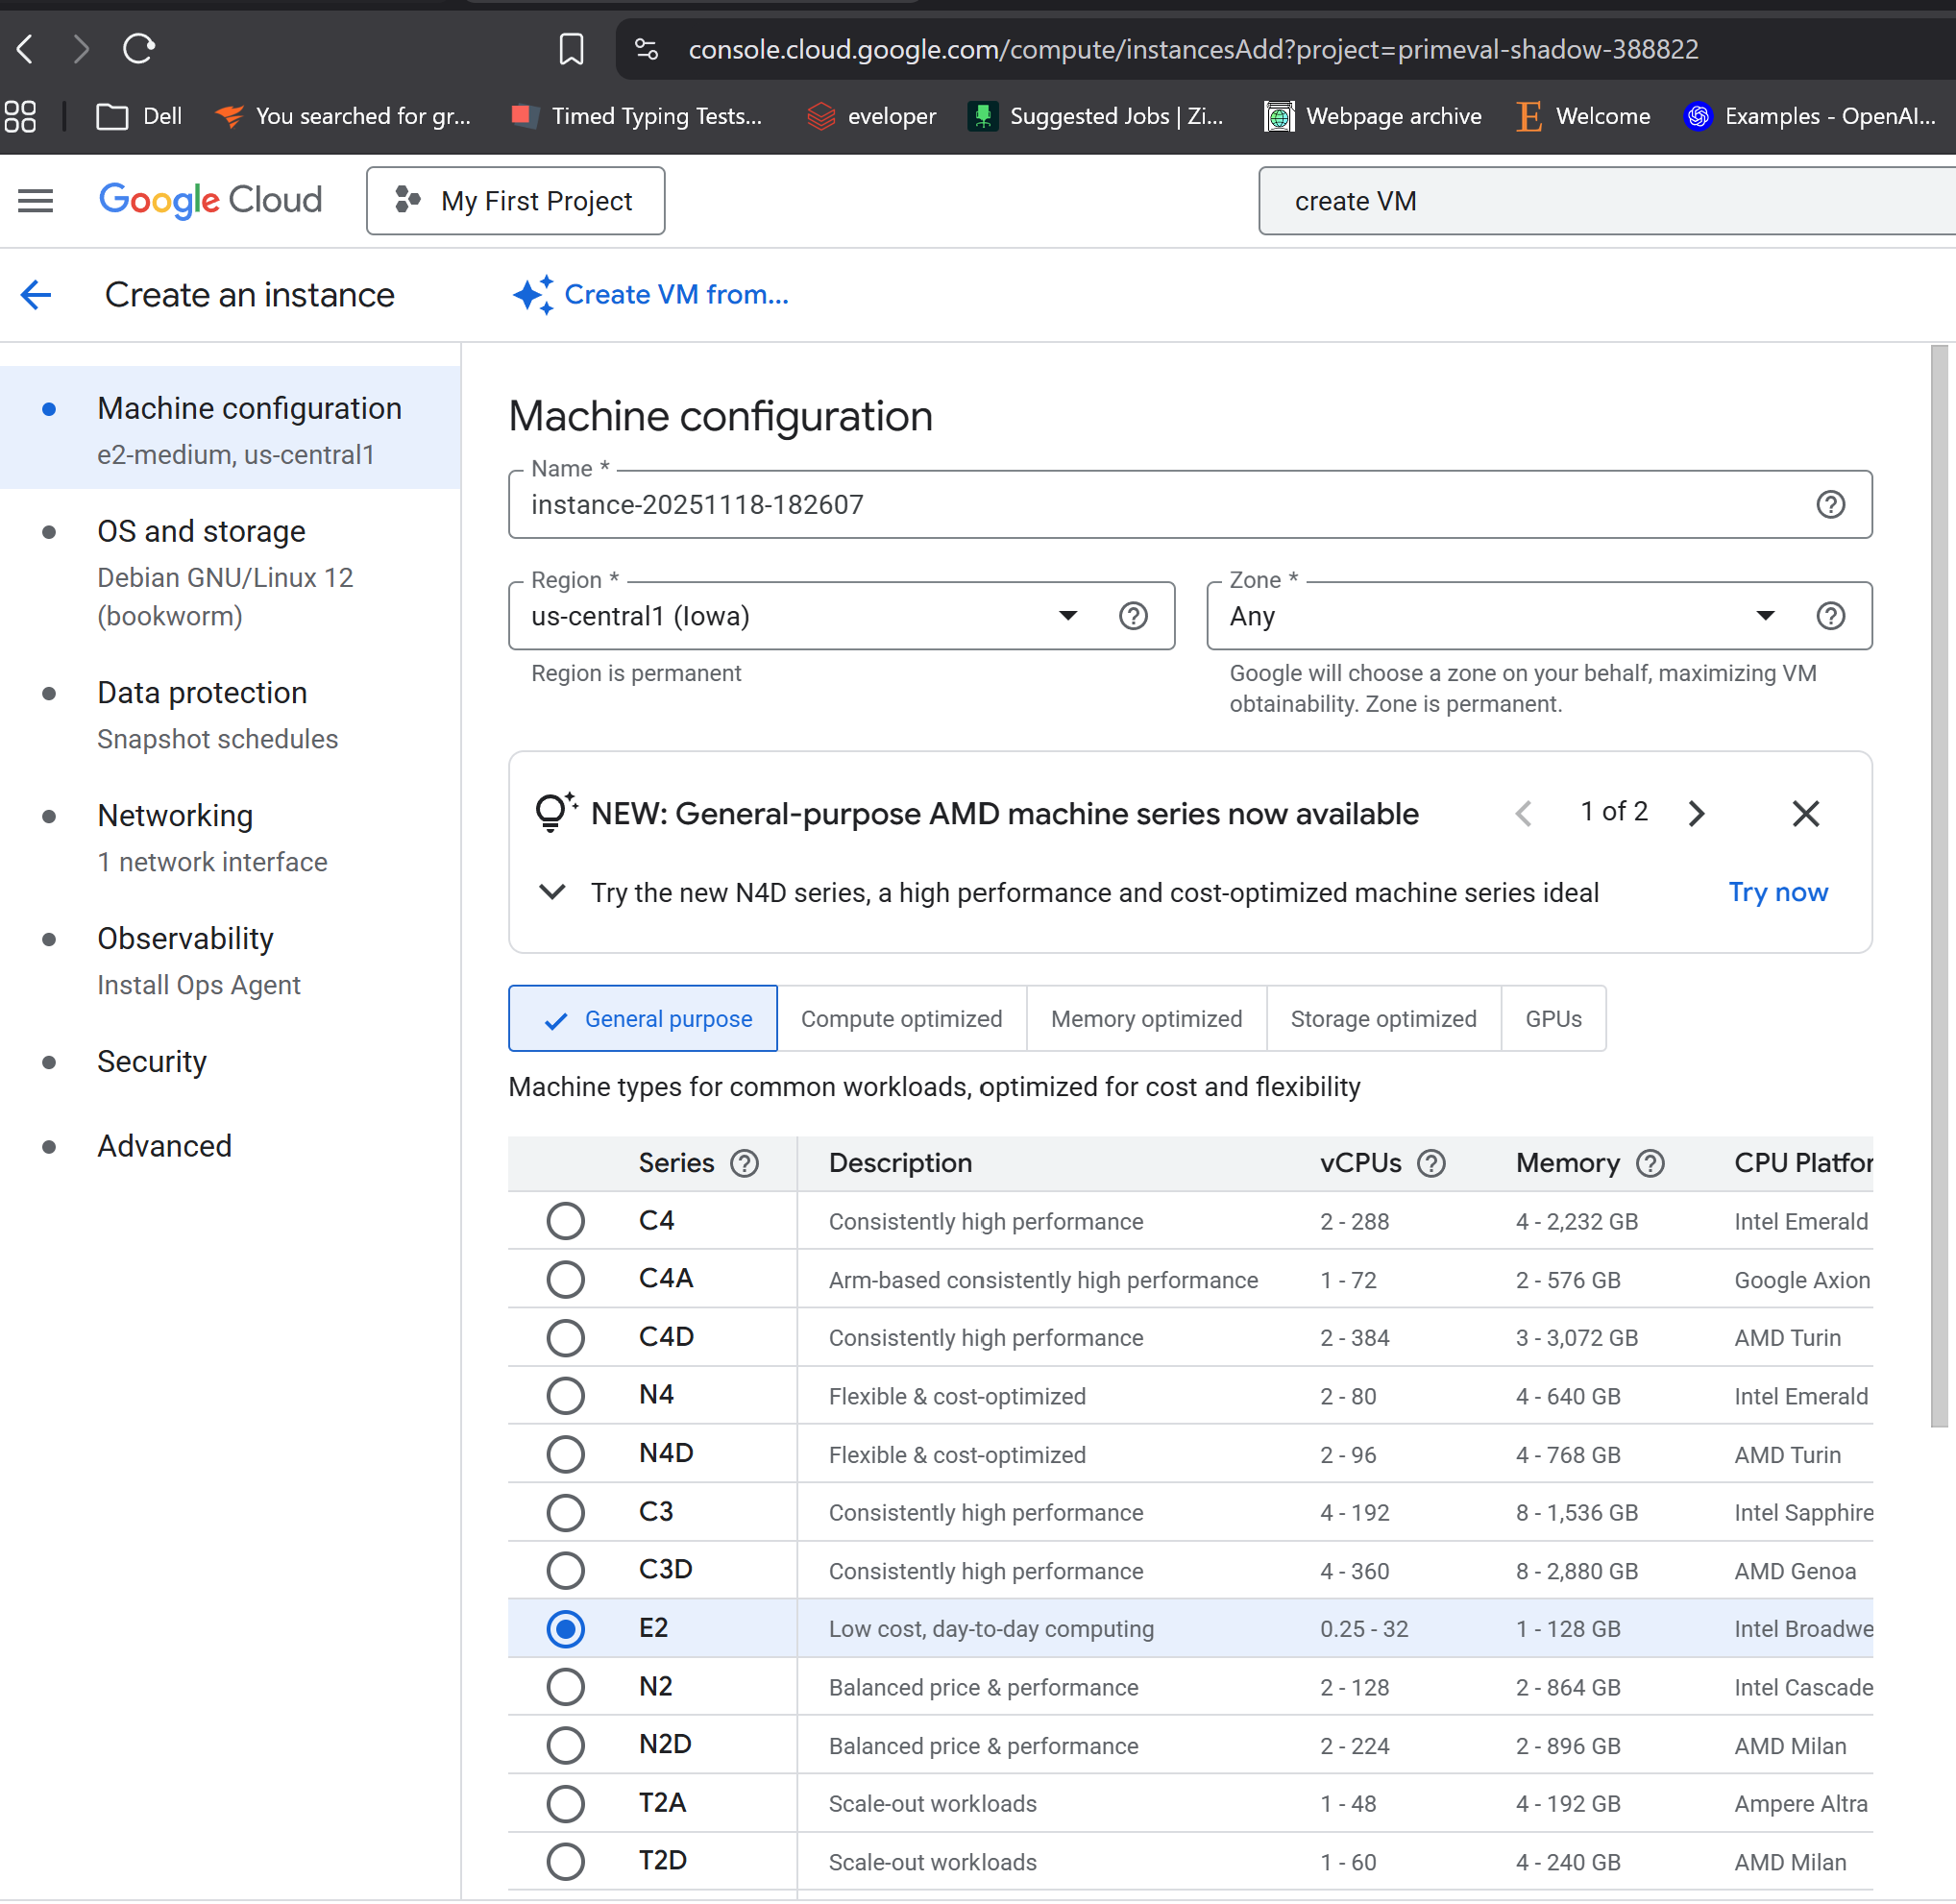 console.cloud.google.com/compute/instancesAdd?project=primeval-shadow-388822
Dell
You searched for gr...
Timed Typing Tests...
eveloper
Suggested Jobs | Zi...
Webpage archive
Welcome
Examples - OpenAI...
Google Cloud
My First Project
create VM
Create an instance
Create VM from...
Machine configuration
e2-medium, us-central1
OS and storage
Debian GNU/Linux 12
(bookworm)
Data protection
Snapshot schedules
Networking
1 network interface
Observability
Install Ops Agent
Security
Advanced
Machine configuration
Name *
instance-20251118-182607
Region *
us-central1 (Iowa)
Region is permanent
Zone *
Any
Google will choose a zone on your behalf, maximizing VM
obtainability. Zone is permanent.
NEW: General-purpose AMD machine series now available
1 of 2
Try the new N4D series, a high performance and cost-optimized machine series ideal
Try now
General purpose
Compute optimized
Memory optimized
Storage optimized
GPUs
Machine types for common workloads, optimized for cost and flexibility
Series Description vCPUs Memory CPU Platfor
C4 Consistently high performance 2 - 288 4 - 2,232 GB Intel Emerald
C4A Arm-based consistently high performance 1 - 72 2 - 576 GB Google Axion
C4D Consistently high performance 2 - 384 3 - 3,072 GB AMD Turin
N4 Flexible & cost-optimized 2 - 80 4 - 640 GB Intel Emerald
N4D Flexible & cost-optimized 2 - 96 4 - 768 GB AMD Turin
C3 Consistently high performance 4 - 192 8 - 1,536 GB Intel Sapphire
C3D Consistently high performance 4 - 360 8 - 2,880 GB AMD Genoa
E2 Low cost, day-to-day computing 0.25 - 32 1 - 128 GB Intel Broadwe
N2 Balanced price & performance 2 - 128 2 - 864 GB Intel Cascade
N2D Balanced price & performance 2 - 224 2 - 896 GB AMD Milan
T2A Scale-out workloads 1 - 48 4 - 192 GB Ampere Altra
T2D Scale-out workloads 1 - 60 4 - 240 GB AMD Milan